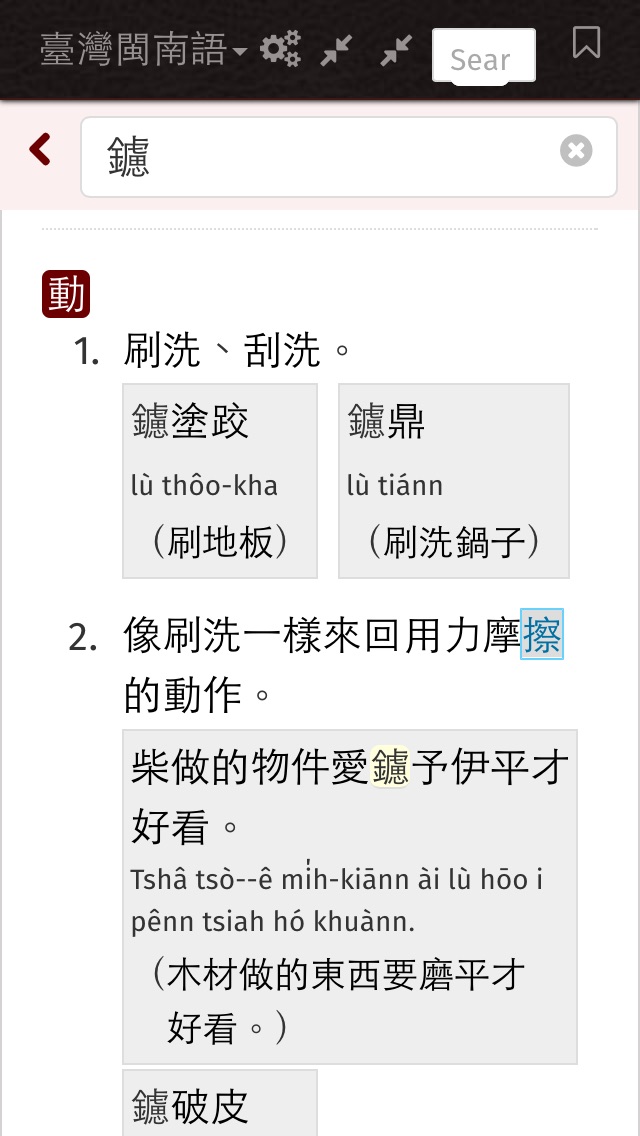 臺灣閩南語
Sear
鑢
動
1. 刷洗、刮洗。
鑢塗跤
lù thôo-kha
（刷地板）
鑢鼎
lù tiánn
（刷洗鍋子）
2. 像刷洗一樣來回用力摩擦
的動作。
柴做的物件愛鑢予伊平才
好看。
Tshâ tsò--ê mi̍h-kiānn ài lù hōo i
pênn tsiah hó khuànn.
（木材做的東西要磨平才
好看。）
鑢破皮